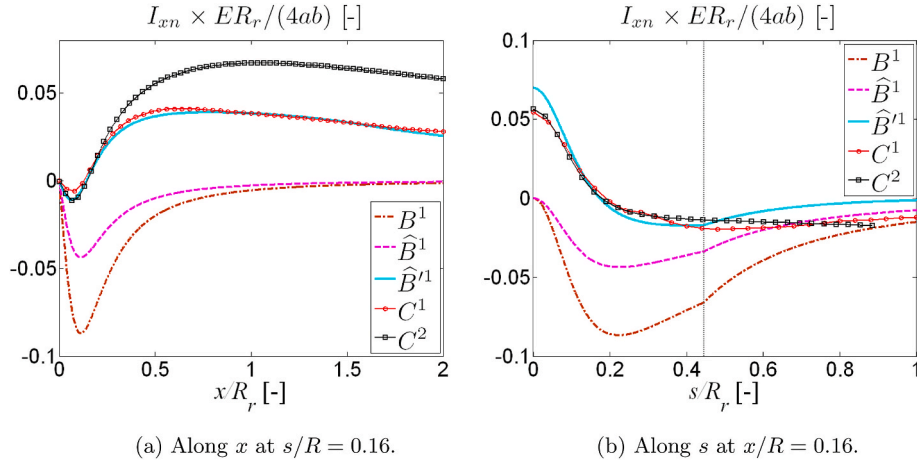 I_{xn} × ER_r/(4ab) [-]
0.05
0
-0.05
-0.1
0
0.5
1
1.5
2
x/R_r [-]
B^1
\widehat{B}^1
\widehat{B}'^1
C^1
C^2
(a) Along x at s/R = 0.16.
I_{xn} × ER_r/(4ab) [-]
0.1
0.05
0
-0.05
-0.1
0
0.2
0.4
0.6
0.8
1
s/R_r [-]
B^1
\widehat{B}^1
\widehat{B}'^1
C^1
C^2
(b) Along s at x/R = 0.16.